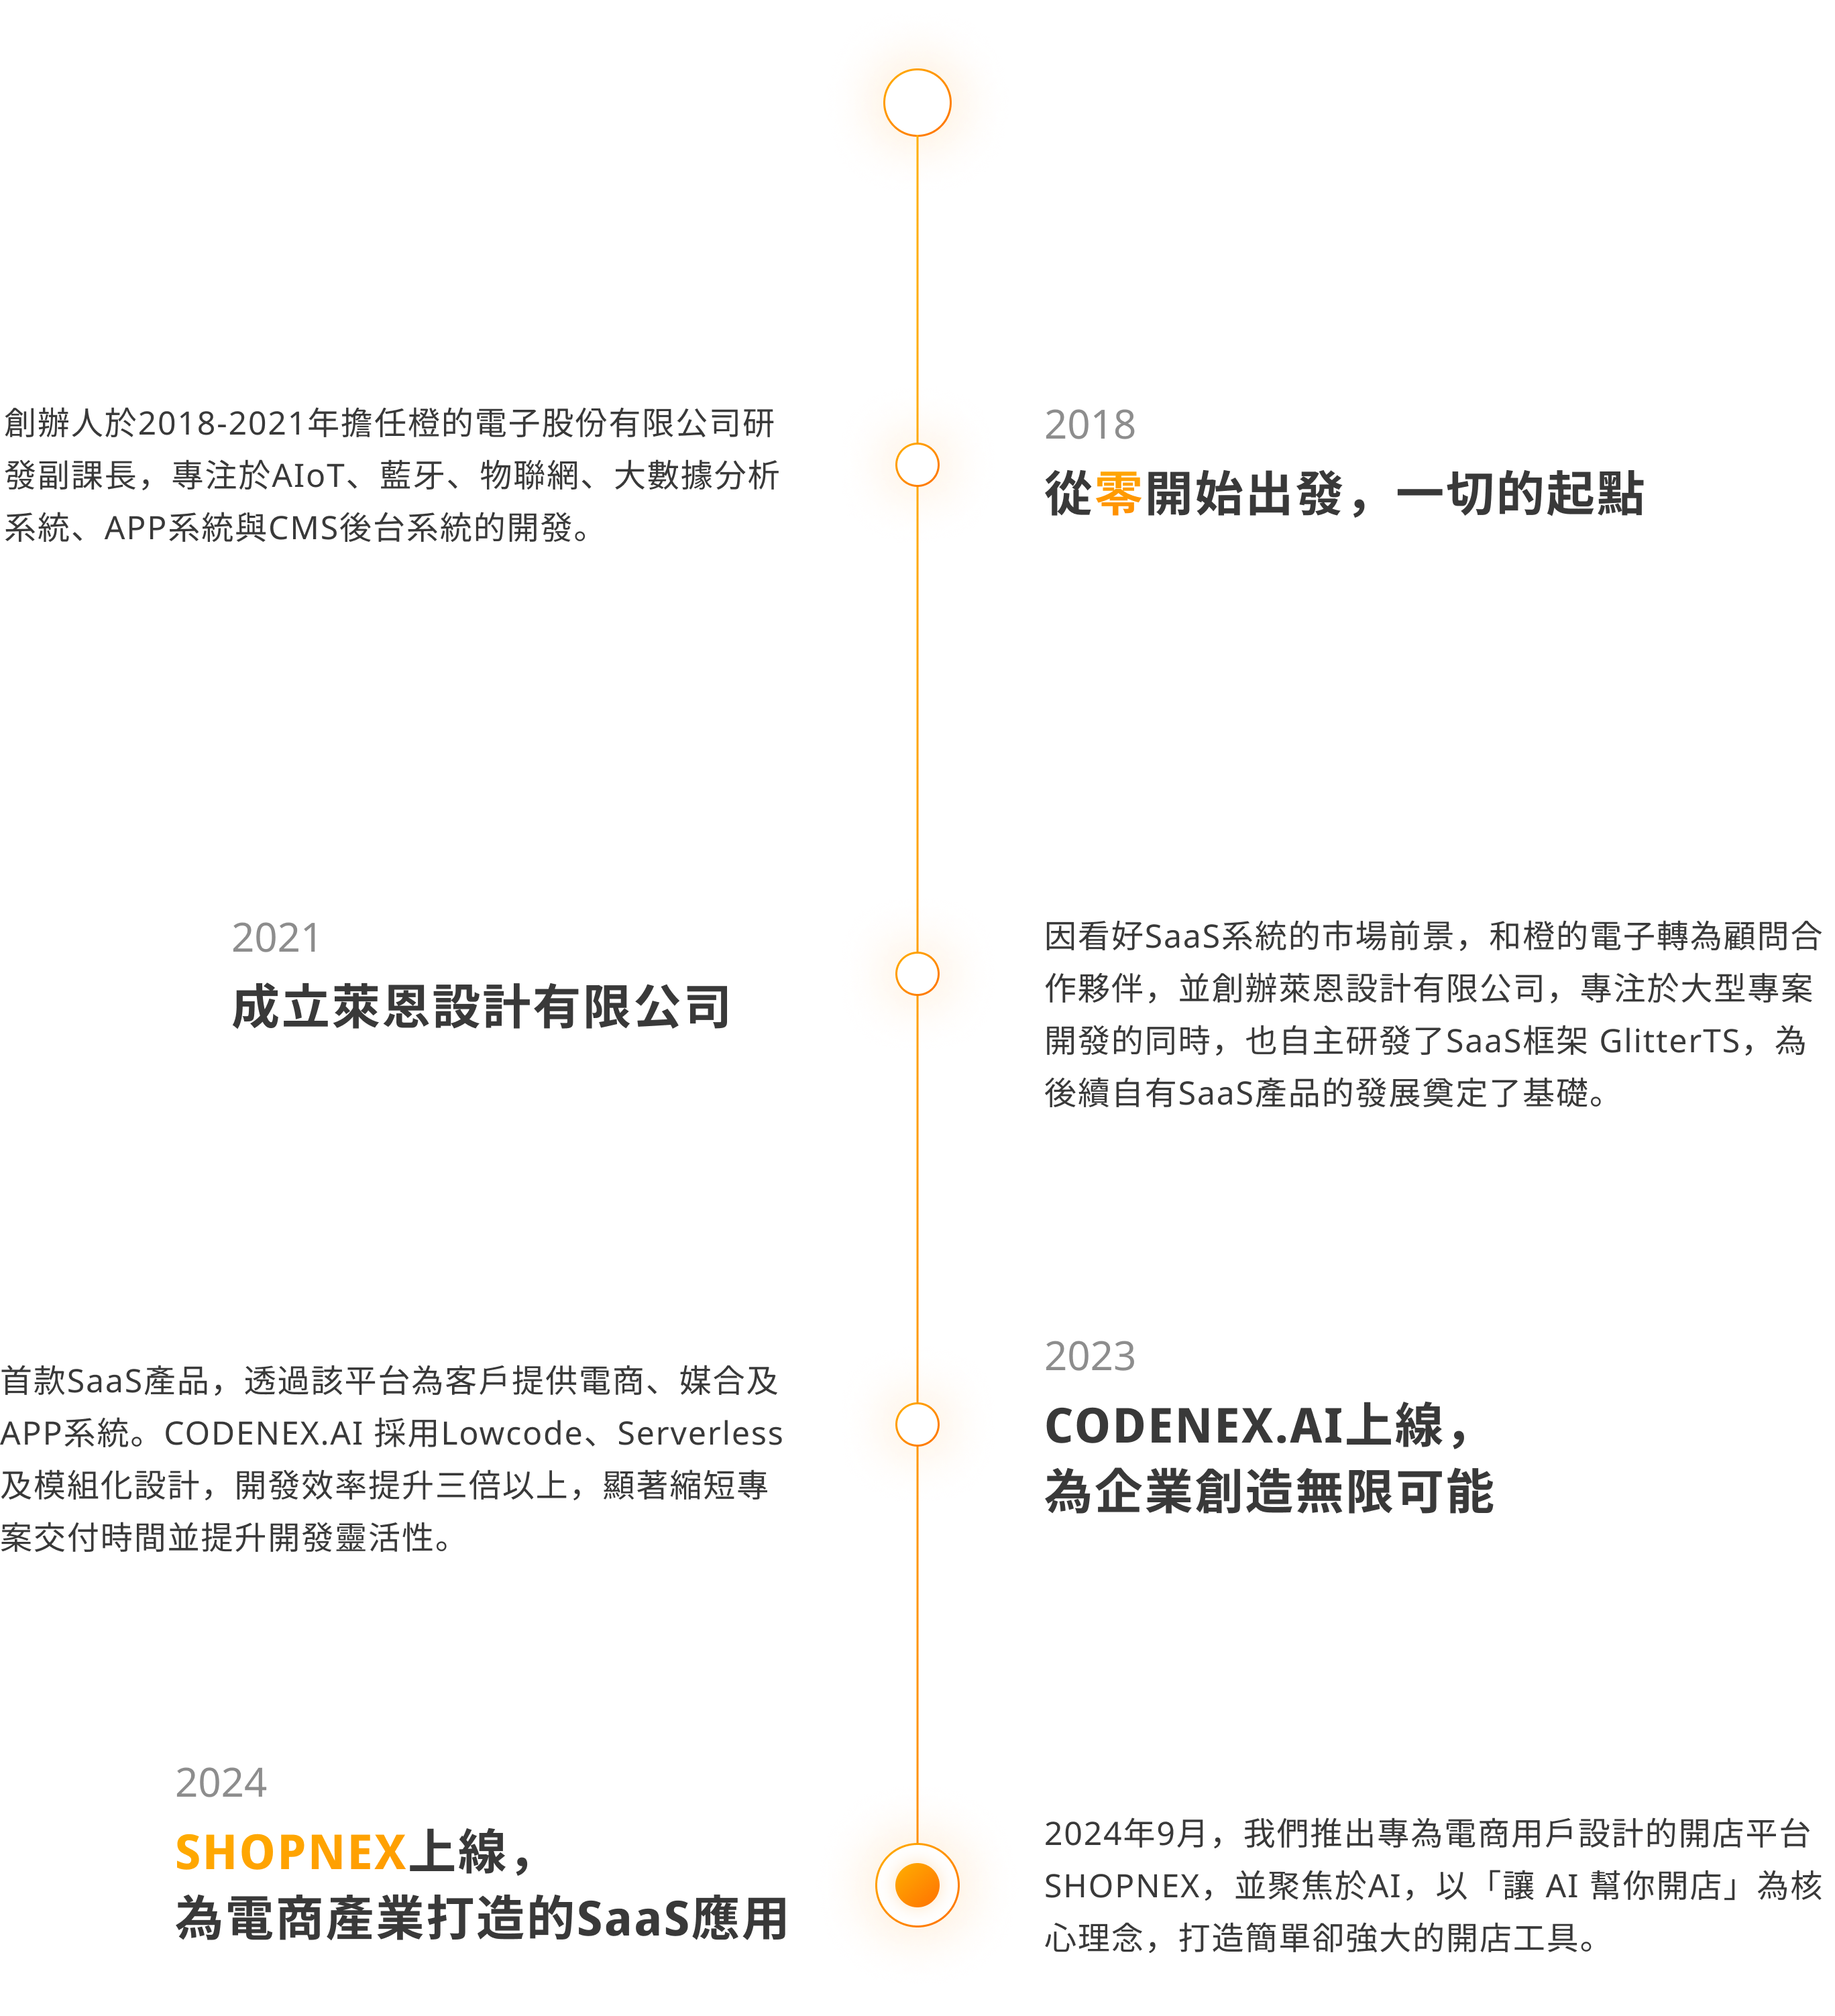 2018
從零開始出發，一切的起點
創辦人於2018-2021年擔任橙的電子股份有限公司研
發副課長，專注於AIoT、藍牙、物聯網、大數據分析
系統、APP系統與CMS後台系統的開發。
2021
成立萊恩設計有限公司
因看好SaaS系統的市場前景，和橙的電子轉為顧問合
作夥伴，並創辦萊恩設計有限公司，專注於大型專案
開發的同時，也自主研發了SaaS框架 GlitterTS，為
後續自有SaaS產品的發展奠定了基礎。
2023
CODENEX.AI上線，
為企業創造無限可能
首款SaaS產品，透過該平台為客戶提供電商、媒合及
APP系統。CODENEX.AI 採用Lowcode、Serverless
及模組化設計，開發效率提升三倍以上，顯著縮短專
案交付時間並提升開發靈活性。
2024
SHOPNEX上線，
為電商產業打造的SaaS應用
2024年9月，我們推出專為電商用戶設計的開店平台
SHOPNEX，並聚焦於AI，以「讓 AI 幫你開店」為核
心理念，打造簡單卻強大的開店工具。